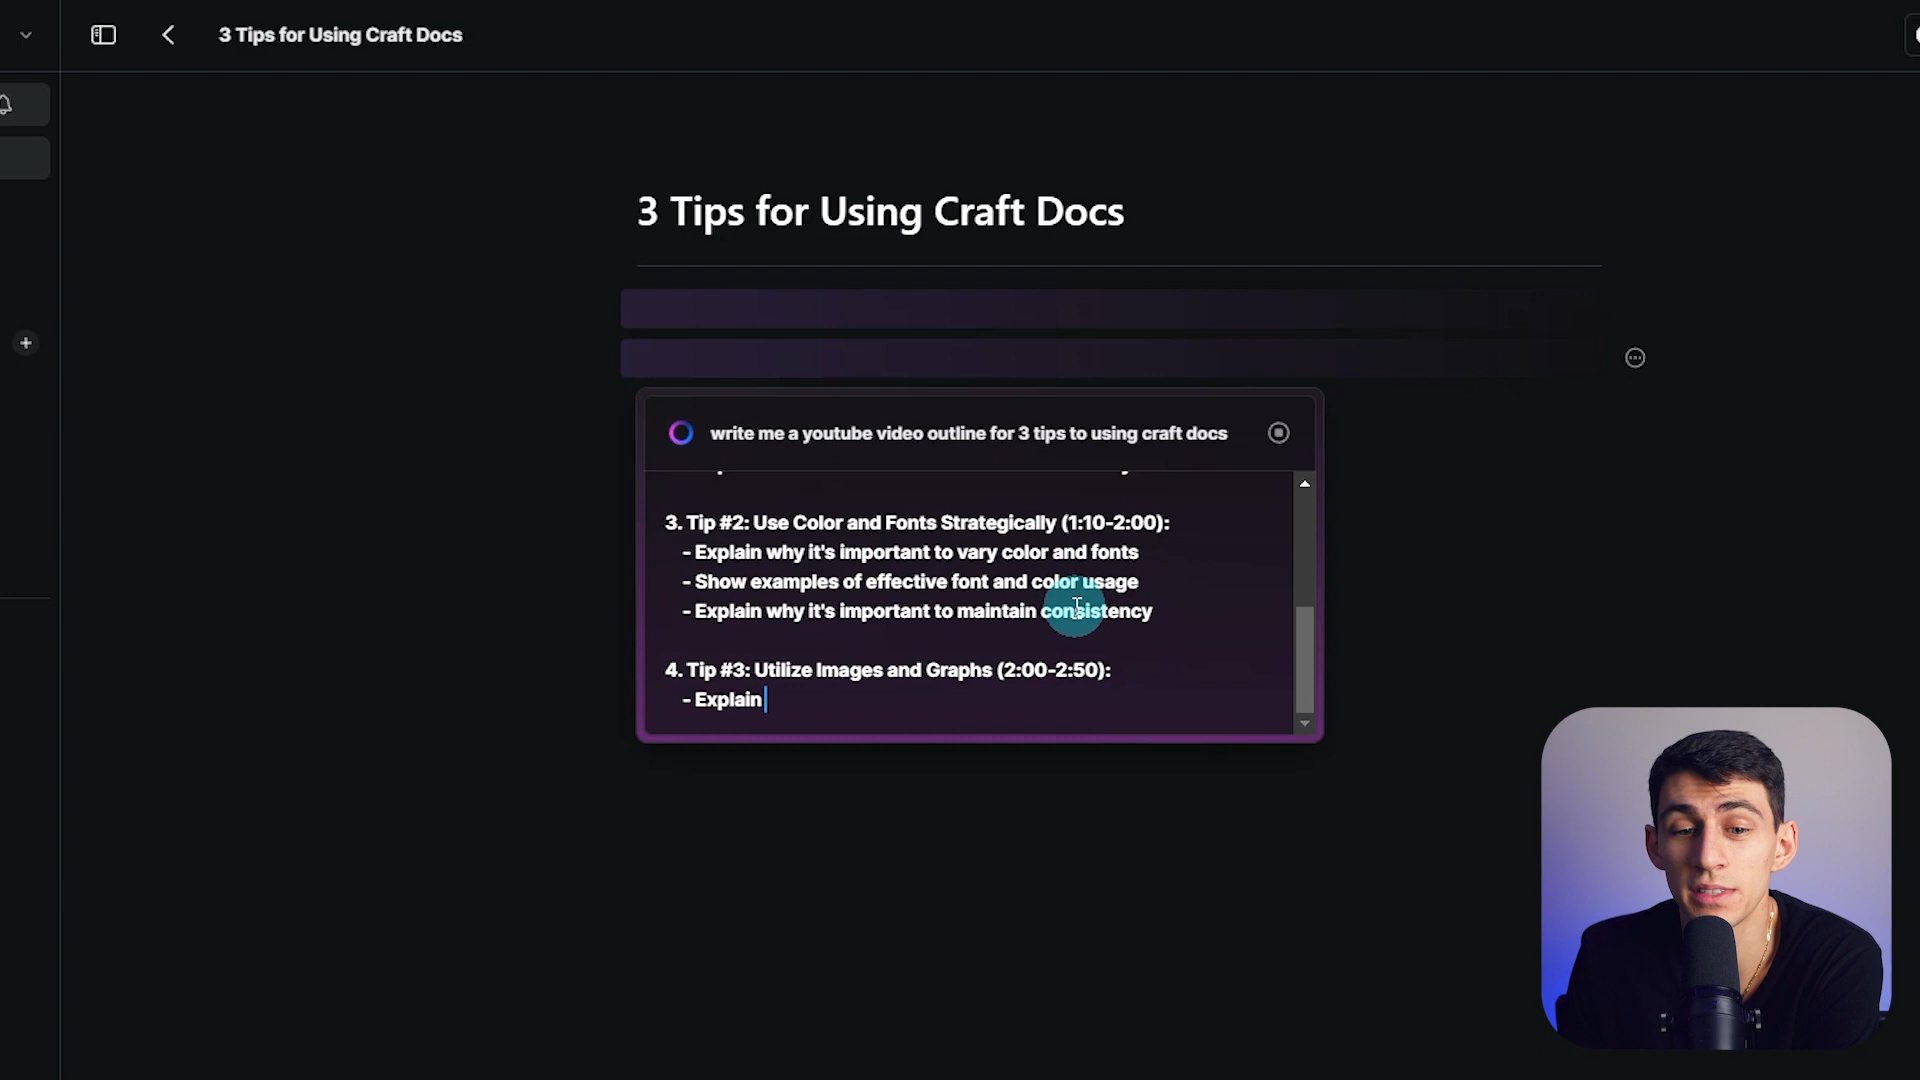 3 Tips for Using Craft Docs
3 Tips for Using Craft Docs
write me a youtube video outline for 3 tips to using craft docs
3. Tip #2: Use Color and Fonts Strategically (1:10-2:00):
- Explain why it's important to vary color and fonts
- Show examples of effective font and color usage
- Explain why it's important to maintain consistency
4. Tip #3: Utilize Images and Graphs (2:00-2:50):
- Explain